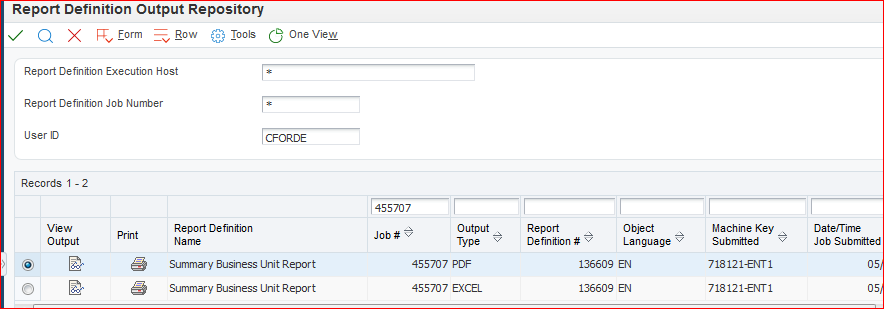 Report Definition Output Repository
Form Row Tools One View
Report Definition Execution Host *
Report Definition Job Number *
User ID CFORDE
Records 1 - 2
455707
View Output Print Report Definition Name Job # Output Type Report Definition # Object Language Machine Key Submitted Date/Time Job Submitted
Summary Business Unit Report 455707 PDF 136609 EN 718121-ENT1 05/
Summary Business Unit Report 455707 EXCEL 136609 EN 718121-ENT1 05/